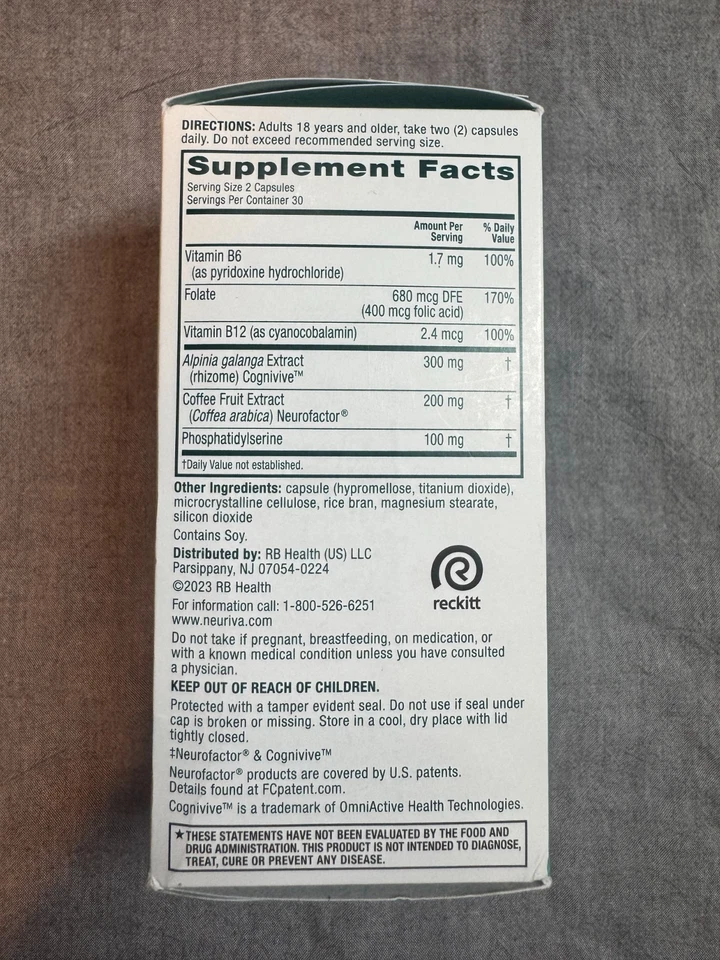 DIRECTIONS: Adults 18 years and older, take two (2) capsules
daily. Do not exceed recommended serving size.
Supplement Facts
Serving Size 2 Capsules
Servings Per Container 30
Amount Per Serving % Daily Value
Vitamin B6 1.7 mg 100%
(as pyridoxine hydrochloride)
Folate 680 mcg DFE 170%
(400 mcg folic acid)
Vitamin B12 (as cyanocobalamin) 2.4 mcg 100%
Alpinia galanga Extract 300 mg †
(rhizome) Cognivive™
Coffee Fruit Extract 200 mg †
(Coffea arabica) Neurofactor®
Phosphatidylserine 100 mg †
†Daily Value not established.
Other Ingredients: capsule (hypromellose, titanium dioxide),
microcrystalline cellulose, rice bran, magnesium stearate,
silicon dioxide
Contains Soy.
Distributed by: RB Health (US) LLC
Parsippany, NJ 07054-0224
©2023 RB Health
For information call: 1-800-526-6251
www.neuriva.com
reckitt
Do not take if pregnant, breastfeeding, on medication, or
with a known medical condition unless you have consulted
a physician.
KEEP OUT OF REACH OF CHILDREN.
Protected with a tamper evident seal. Do not use if seal under
cap is broken or missing. Store in a cool, dry place with lid
tightly closed.
‡Neurofactor® & Cognivive™
Neurofactor® products are covered by U.S. patents.
Details found at FCpatent.com.
Cognivive™ is a trademark of OmniActive Health Technologies.
★THESE STATEMENTS HAVE NOT BEEN EVALUATED BY THE FOOD AND
DRUG ADMINISTRATION. THIS PRODUCT IS NOT INTENDED TO DIAGNOSE,
TREAT, CURE OR PREVENT ANY DISEASE.